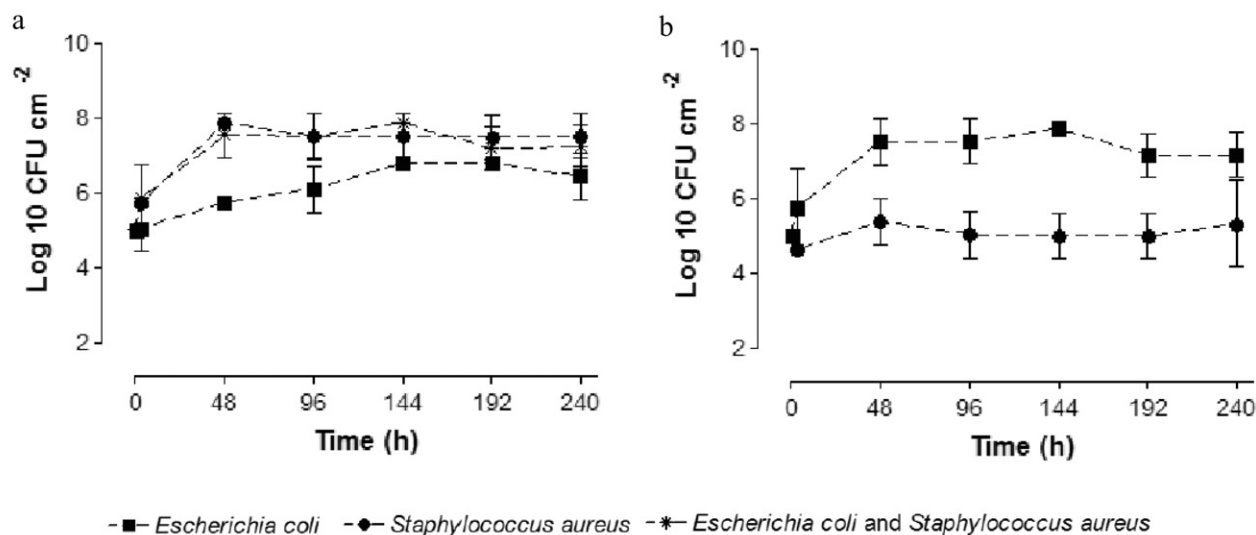 a
Log 10 CFU cm -2
10
8
6
4
2
0 48 96 144 192 240
Time (h)
b
Log 10 CFU cm -2
10
8
6
4
2
0 48 96 144 192 240
Time (h)
Escherichia coli Staphylococcus aureus Escherichia coli and Staphylococcus aureus